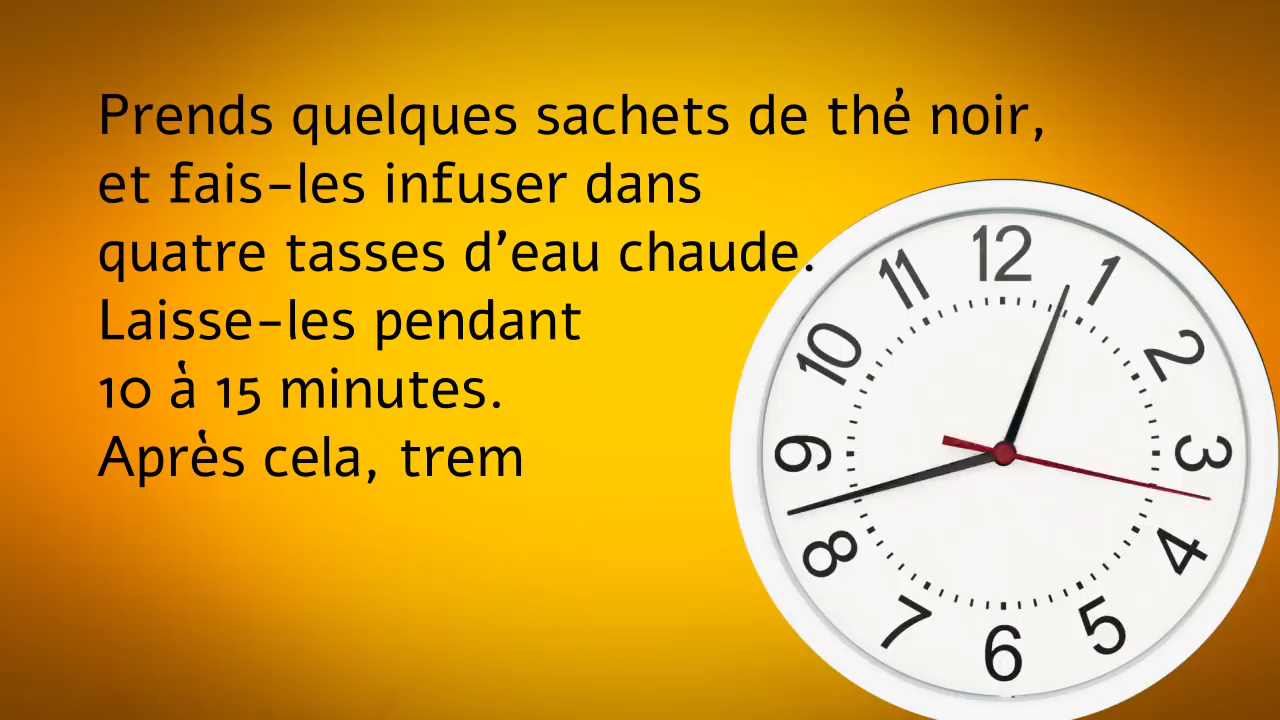 Prends quelques sachets de thé noir,
et fais-les infuser dans
quatre tasses d’eau chaude.
Laisse-les pendant
10 à 15 minutes.
Après cela, trem
12
1
2
3
4
5
6
7
8
9
10
11